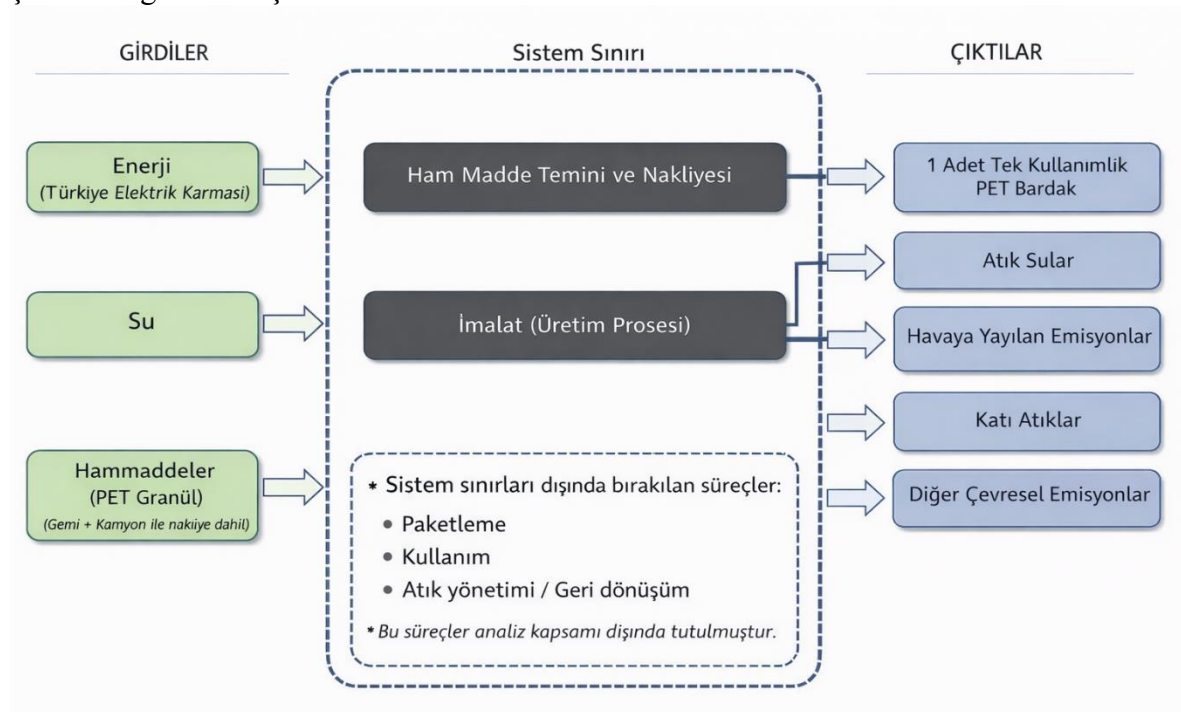 GİRDİLER
Sistem Sınırı
ÇIKTILAR
Enerji
(Türkiye Elektrik Karmasi)
Su
Hammaddeler
(PET Granül)
(Gemi + Kamyon ile nakiiye dahil)
Ham Madde Temini ve Nakliyesi
İmalat (Üretim Prosesi)
* Sistem sınırları dışında bırakılan süreçler:
• Paketleme
• Kullanım
• Atık yönetimi / Geri dönüşüm
* Bu süreçler analiz kapsamı dışında tutulmuştur.
1 Adet Tek Kullanımlik
PET Bardak
Atık Sular
Havaya Yayılan Emisyonlar
Katı Atıklar
Diğer Çevresel Emisyonlar